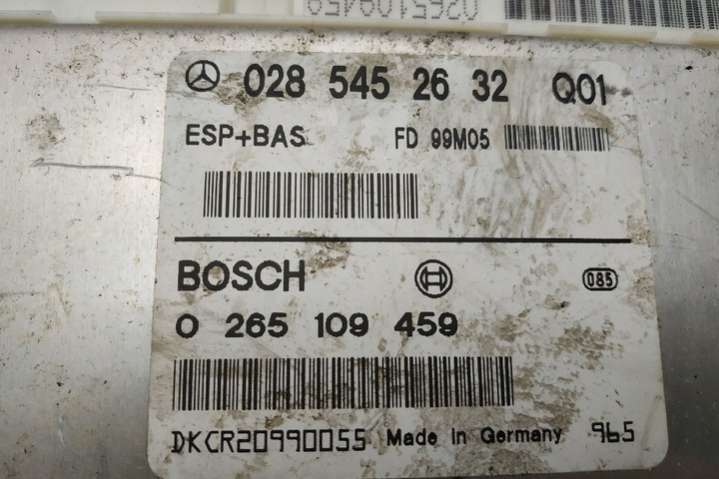 0265109459
028 545 26 32 Q01
ESP+BAS FD 99M05
BOSCH 085
0 265 109 459
DKCR20990055 Made in Germany 965